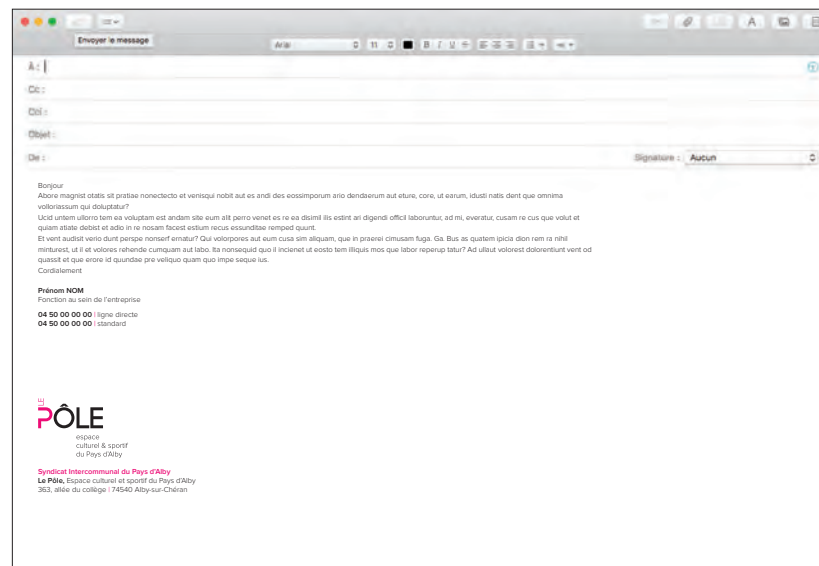 Envoyer le message
Arial
11
B I U S
A
À :
Cc :
Cci :
Objet :
De :
Signature : Aucun
Bonjour
Abore magnist otatis sit pratiae nonectecto et venisqui nobit aut es andi des eossimporum ario dendaerum aut eture, core, ut earum, idusti natis dent que omnima
volloriassum qui doluptatur?
Ucid untem ullorro tem ea voluptam est andam site eum alit perro venet es re ea disimil ilis estint ari digendi officil laboruntur, ad mi, everatur, cusam re cus que volut et
quiam atiate debist et adio in re nosam facest estium recus essunditae remped quunt.
Et vent audisit verio dunt perspe nonserf ernatur? Qui volorpores aut eum cusa sim aliquam, que in praerei cimusam fuga. Ga. Bus as quatem ipicia dion rem ra nihil
minturest, ut il et volores rehende cumquam aut labo. Ita nonsequid quo il incienet ut eosto tem illiquis mos que labor reperup tatur? Ad ullaut volorest dolorentiunt vent od
quassit et que erore id quundae pre veliquo quam quo impe seque ius.
Cordialement
Prénom NOM
Fonction au sein de l'entreprise
04 50 00 00 00 | ligne directe
04 50 00 00 00 | standard
LE
PÔLE
espace
culturel & sportif
du Pays d'Alby
Syndicat Intercommunal du Pays d'Alby
Le Pôle, Espace culturel et sportif du Pays d'Alby
363, allée du collège | 74540 Alby-sur-Chéran